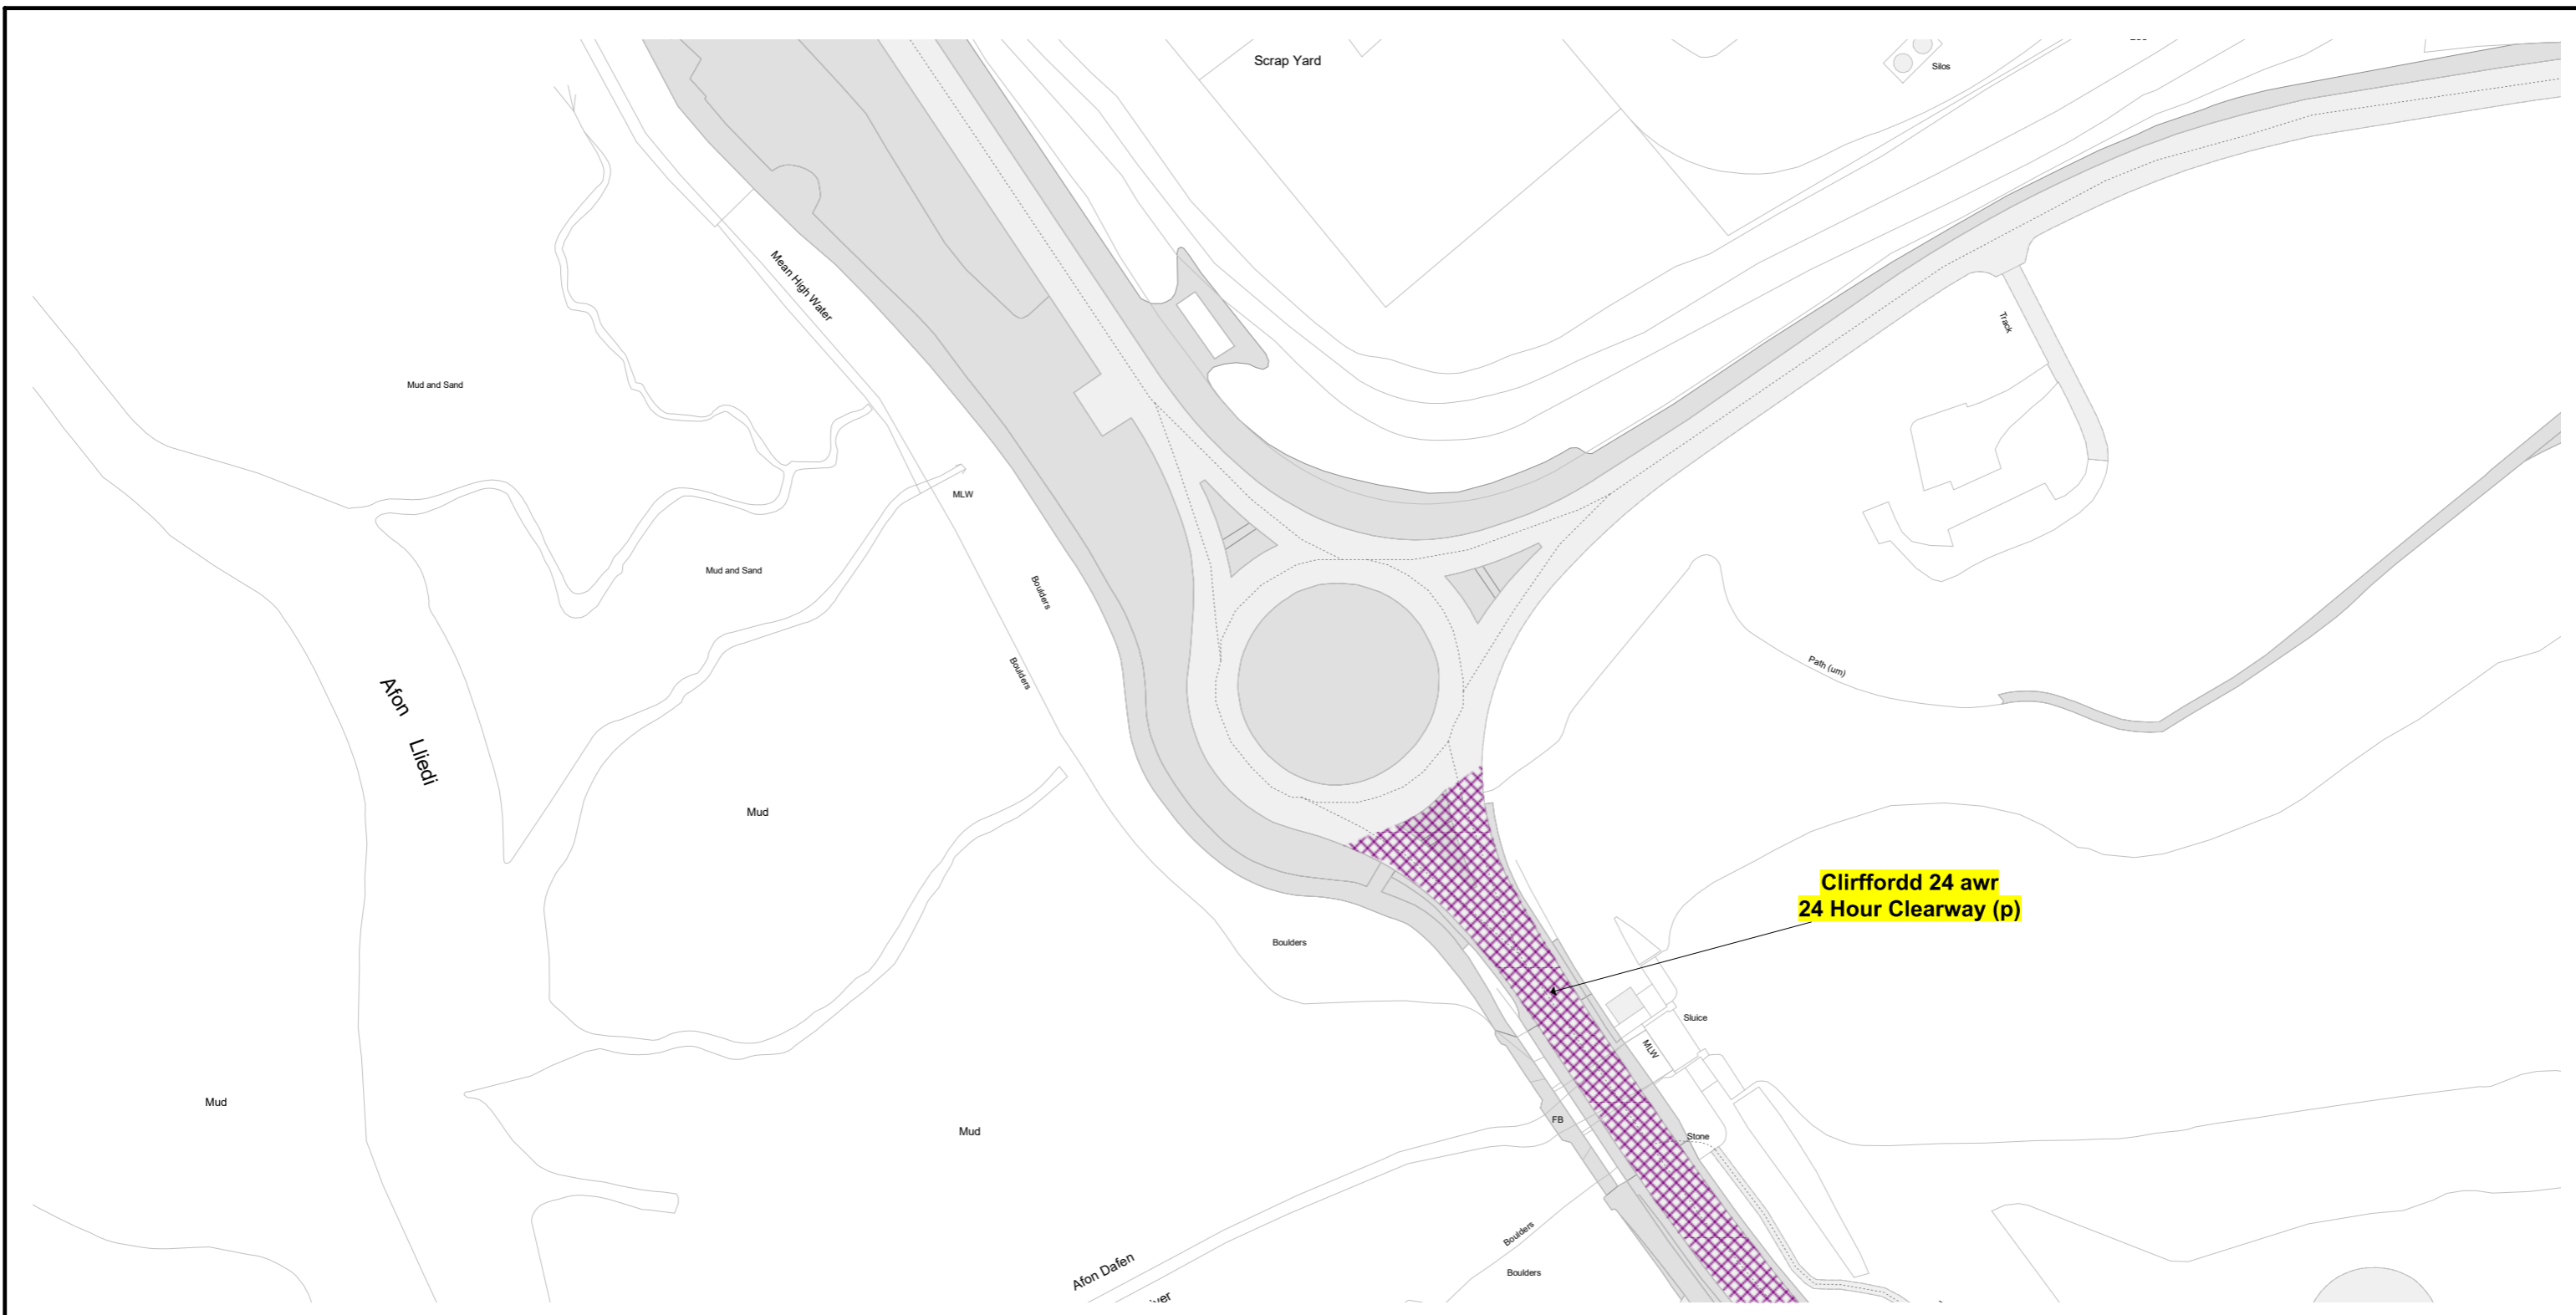 Scrap Yard
Silos
Mean High Water
Track
Mud and Sand
MLW
Mud and Sand
Boulders
Boulders
Path (um)
Afon Lliedi
Mud
Clirffordd 24 awr
24 Hour Clearway (p)
Boulders
Sluice
MLW
Mud
FB
Mud
Stone
Boulders
Afon Dafen
Boulders